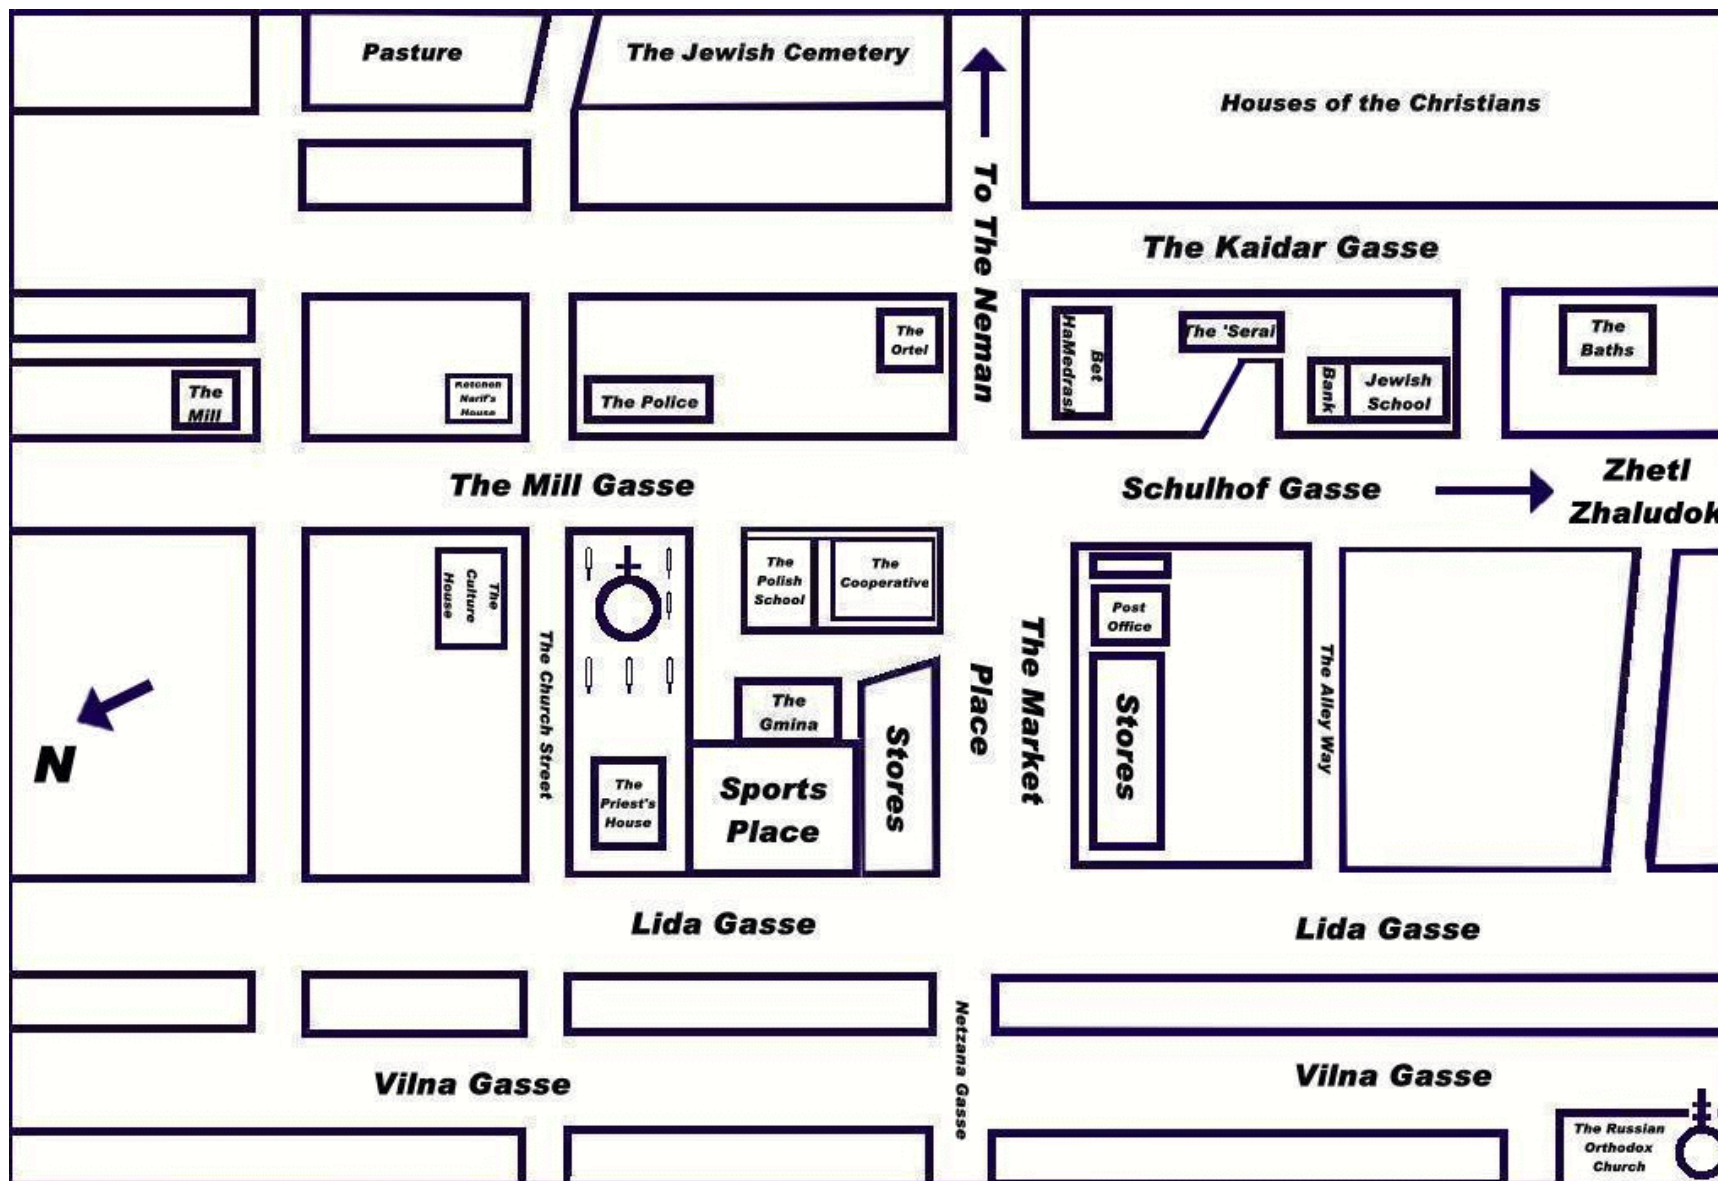 Pasture
The Jewish Cemetery
Houses of the Christians
To The Neman
The Kaidar Gasse
The
Ortel
Bet
HaMedrash
The 'Serai
The
Baths
The
Mill
House
The Police
Bank
Jewish
School
The Mill Gasse
Schulhof Gasse
Zhetl
Zhaludok
The
Culture
House
The
Polish
School
The
Cooperative
Post
Office
The Church Street
The Market
Place
The Alley Way
The
Gmina
Stores
Stores
N
The
Priest's
House
Sports
Place
Lida Gasse
Lida Gasse
Netzana Gasse
Vilna Gasse
Vilna Gasse
The Russian
Orthodox
Church